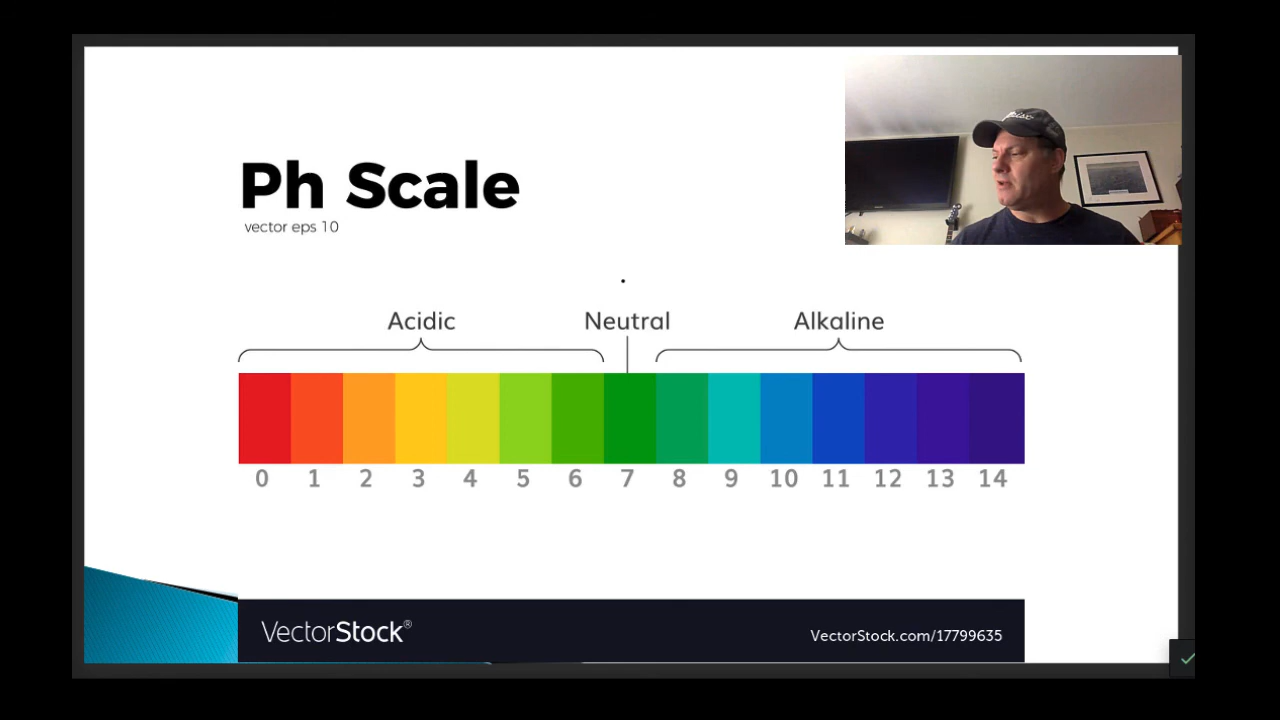 Ph Scale
vector eps 10
Acidic Neutral Alkaline
0 1 2 3 4 5 6 7 8 9 10 11 12 13 14
VectorStock®
VectorStock.com/17799635